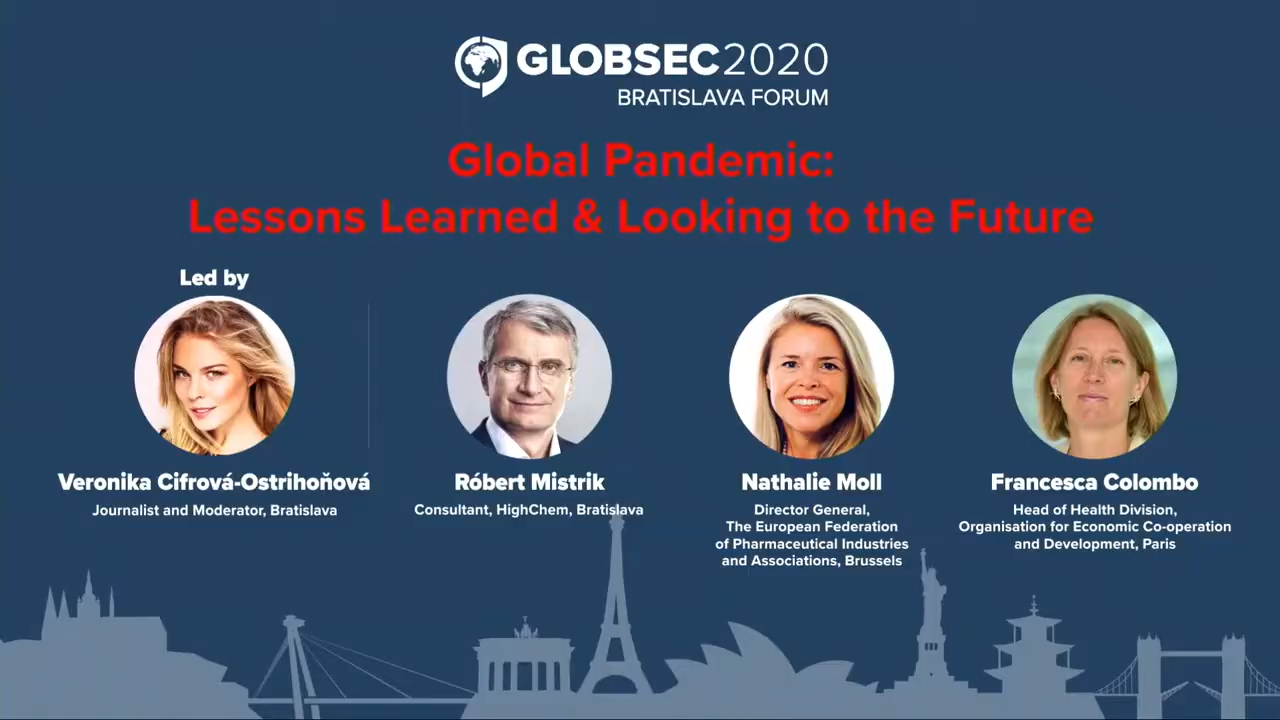 GLOBSEC2020
BRATISLAVA FORUM
Global Pandemic:
Lessons Learned & Looking to the Future
Led by
Veronika Cifrová-Ostrihoňová
Journalist and Moderator, Bratislava
Róbert Mistrik
Consultant, HighChem, Bratislava
Nathalie Moll
Director General,
The European Federation
of Pharmaceutical Industries
and Associations, Brussels
Francesca Colombo
Head of Health Division,
Organisation for Economic Co-operation
and Development, Paris